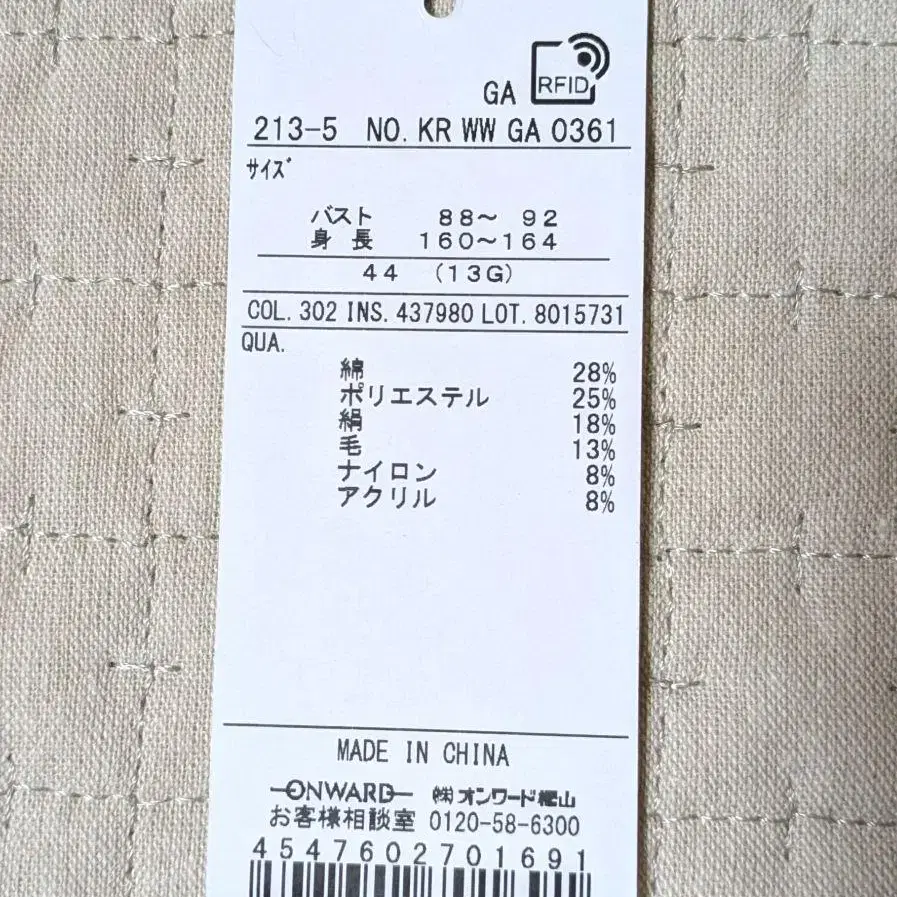 GA RFID
213-5 NO. KR WW GA 0361
ｻｲｽﾞ
バスト 88～ 92
身 長 160～164
44 (13G)
COL. 302 INS. 437980 LOT. 8015731
QUA.
綿 28%
ポリエステル 25%
絹 18%
毛 13%
ナイロン 8%
アクリル 8%
MADE IN CHINA
ONWARD ㈱オンワード樫山
お客様相談室 0120-58-6300
4547602701691